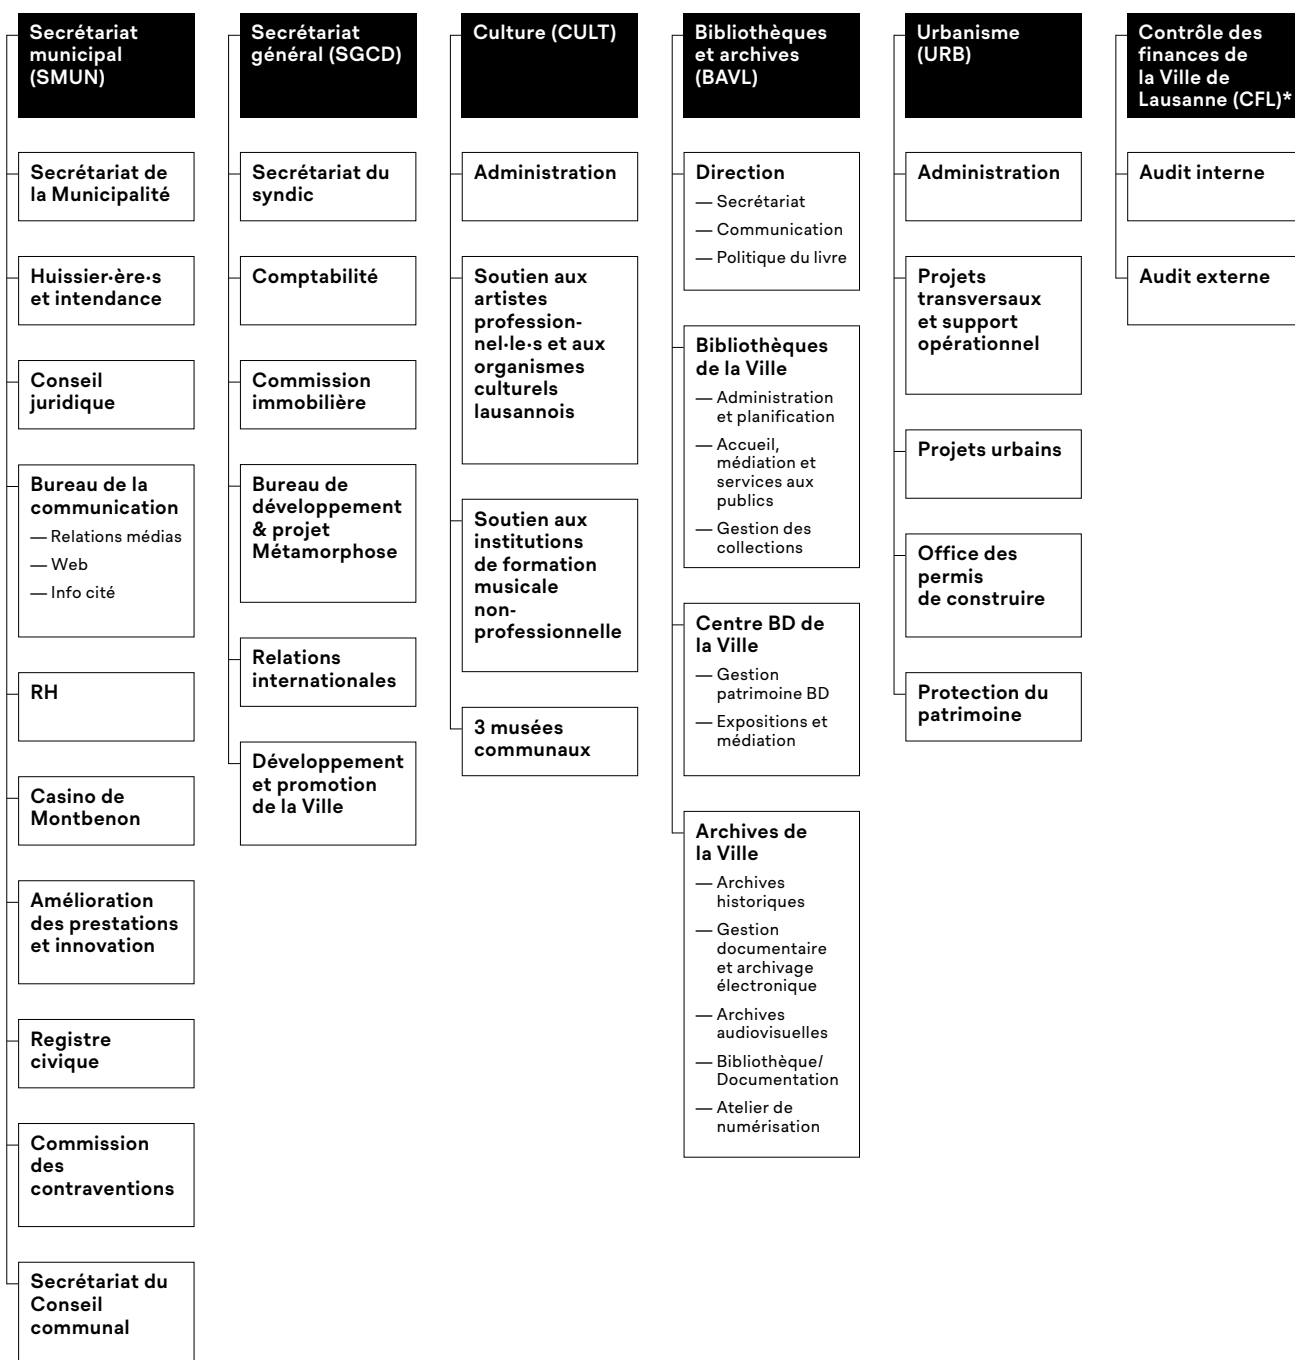 Secrétariat
municipal
(SMUN)
Secrétariat de
la Municipalité
Huissier·ère·s
et intendance
Conseil
juridique
Bureau de la
communication
— Relations médias
— Web
— Info cité
RH
Casino de
Montbenon
Amélioration
des prestations
et innovation
Registre
civique
Commission
des
contraventions
Secrétariat du
Conseil
communal
Secrétariat
général (SGCD)
Secrétariat du
syndic
Comptabilité
Commission
immobilière
Bureau de
développement
& projet
Métamorphose
Relations
internationales
Développement
et promotion
de la Ville
Culture (CULT)
Administration
Soutien aux
artistes
profession-
nel·le·s et aux
organismes
culturels
lausannois
Soutien aux
institutions
de formation
musicale
non-
professionnelle
3 musées
communaux
Bibliothèques
et archives
(BAVL)
Direction
— Secrétariat
— Communication
— Politique du livre
Bibliothèques
de la Ville
— Administration
et planification
— Accueil,
médiation et
services aux
publics
— Gestion des
collections
Centre BD de
la Ville
— Gestion
patrimoine BD
— Expositions et
médiation
Archives de
la Ville
— Archives
historiques
— Gestion
documentaire
et archivage
électronique
— Archives
audiovisuelles
— Bibliothèque/
Documentation
— Atelier de
numérisation
Urbanisme
(URB)
Administration
Projets
transversaux
et support
opérationnel
Projets urbains
Office des
permis
de construire
Protection du
patrimoine
Contrôle des
finances de
la Ville de
Lausanne (CFL)*
Audit interne
Audit externe